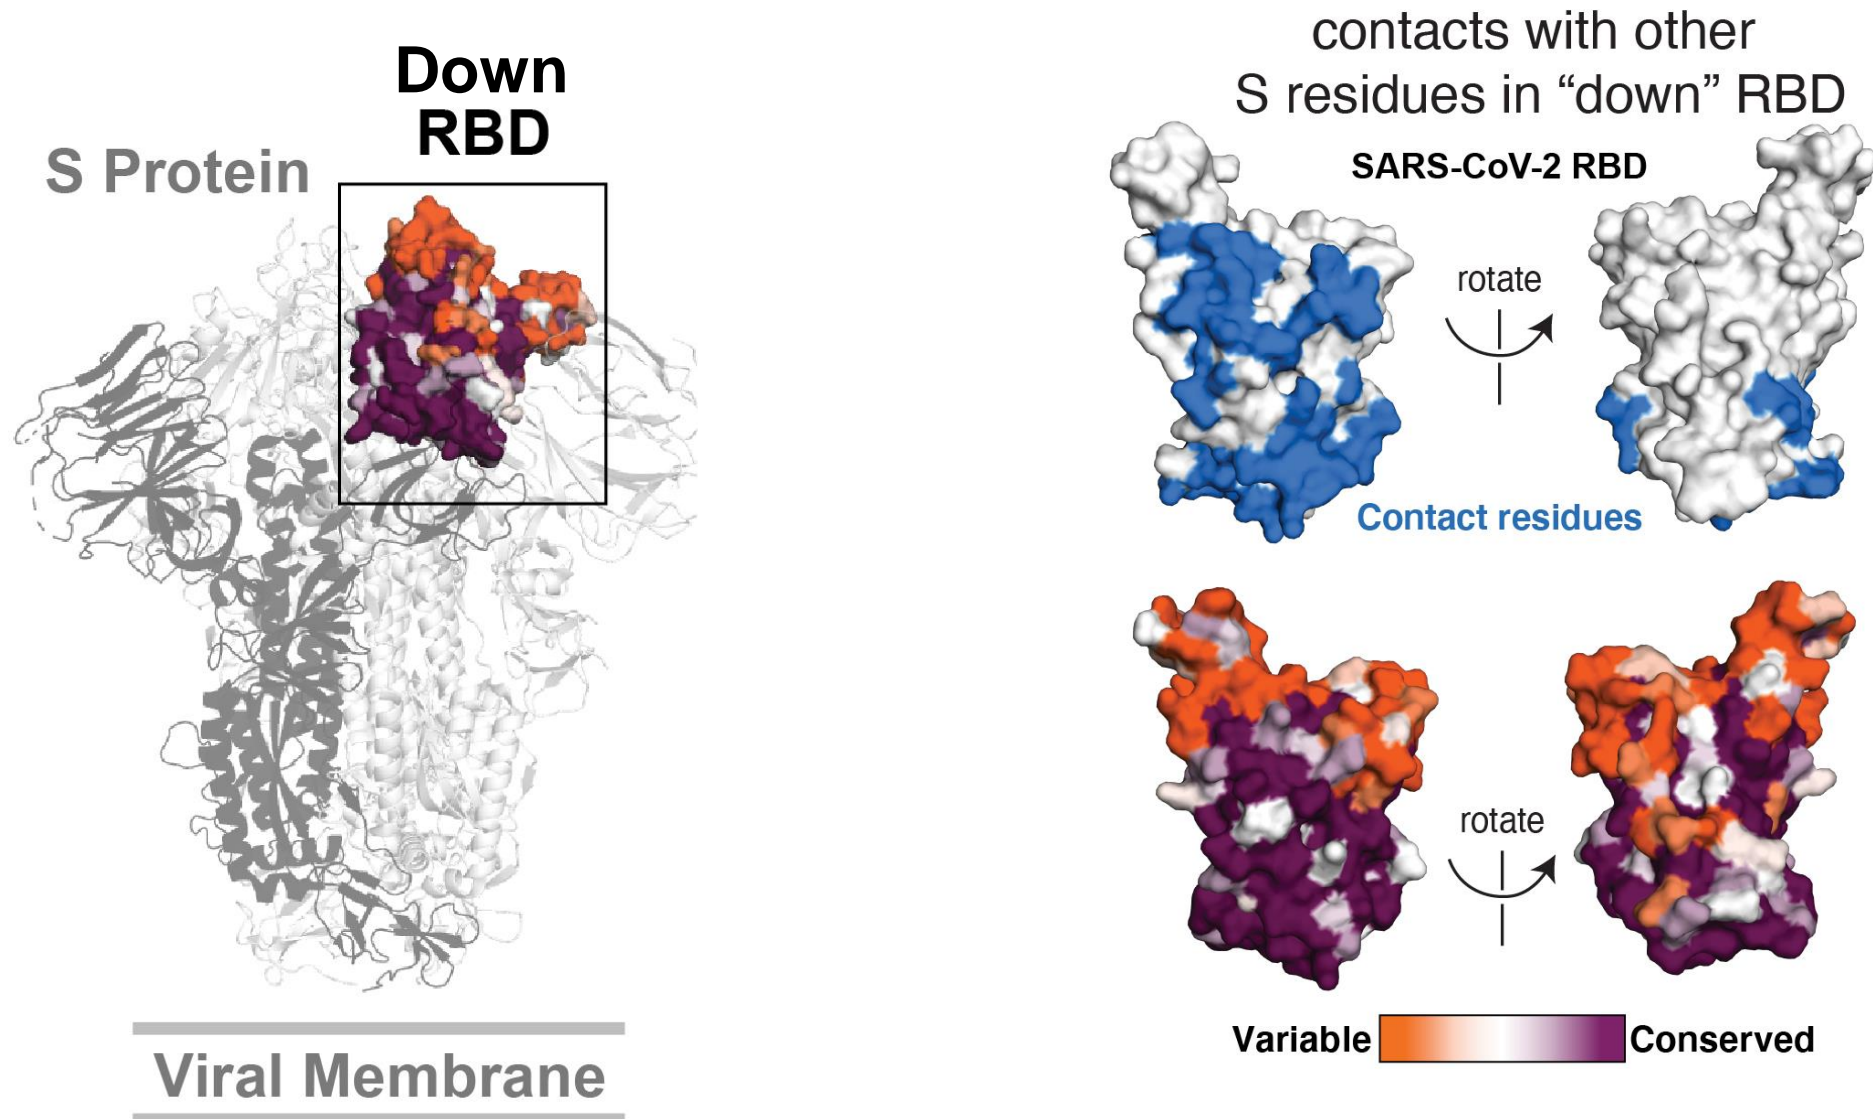 Down
RBD
S Protein
Viral Membrane
contacts with other
S residues in “down” RBD
SARS-CoV-2 RBD
rotate
Contact residues
rotate
Variable
Conserved